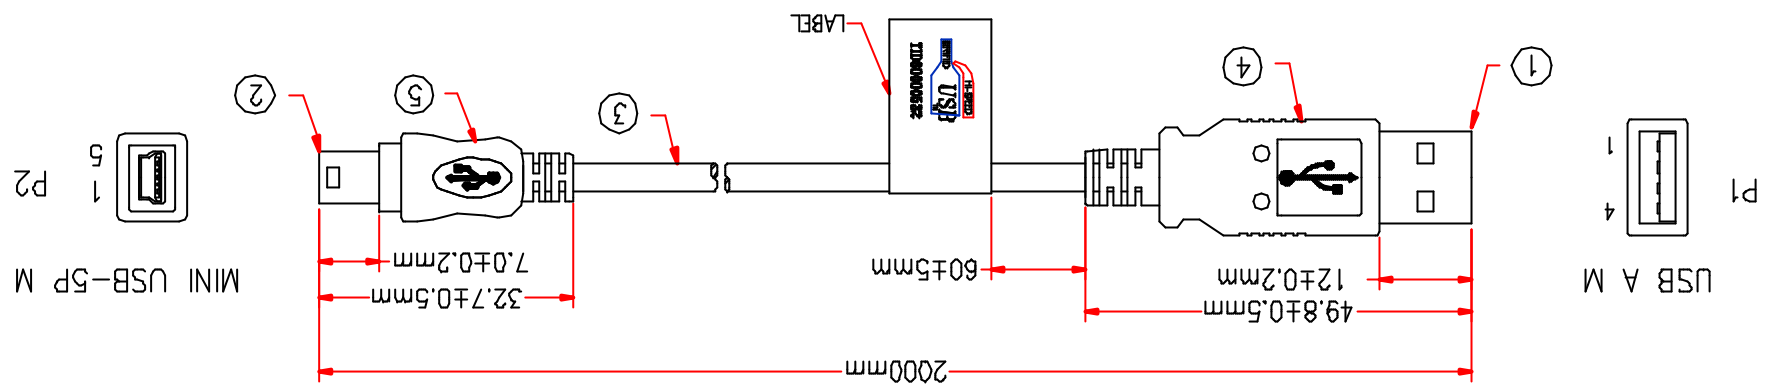 2000mm
49.8±0.5mm
32.7±0.5mm
USB A M
12±0.2mm
60±5mm
7.0±0.2mm
MINI USB-5P M
P1
4
1
USB
HI-SPEED
P2
1
5
1
4
3
5
2
LABEL